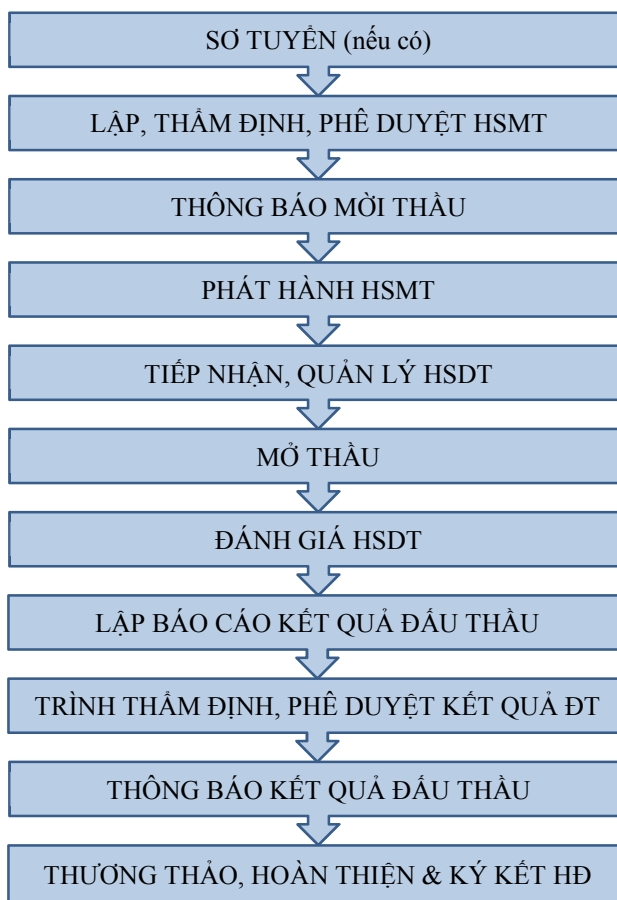 SƠ TUYỂN (nếu có)
LẬP, THẨM ĐỊNH, PHÊ DUYỆT HSMT
THÔNG BÁO MỜI THẦU
PHÁT HÀNH HSMT
TIẾP NHẬN, QUẢN LÝ HSDT
MỞ THẦU
ĐÁNH GIÁ HSDT
LẬP BÁO CÁO KẾT QUẢ ĐẤU THẦU
TRÌNH THẨM ĐỊNH, PHÊ DUYỆT KẾT QUẢ ĐT
THÔNG BÁO KẾT QUẢ ĐẤU THẦU
THƯƠNG THẢO, HOÀN THIỆN & KÝ KẾT HĐ